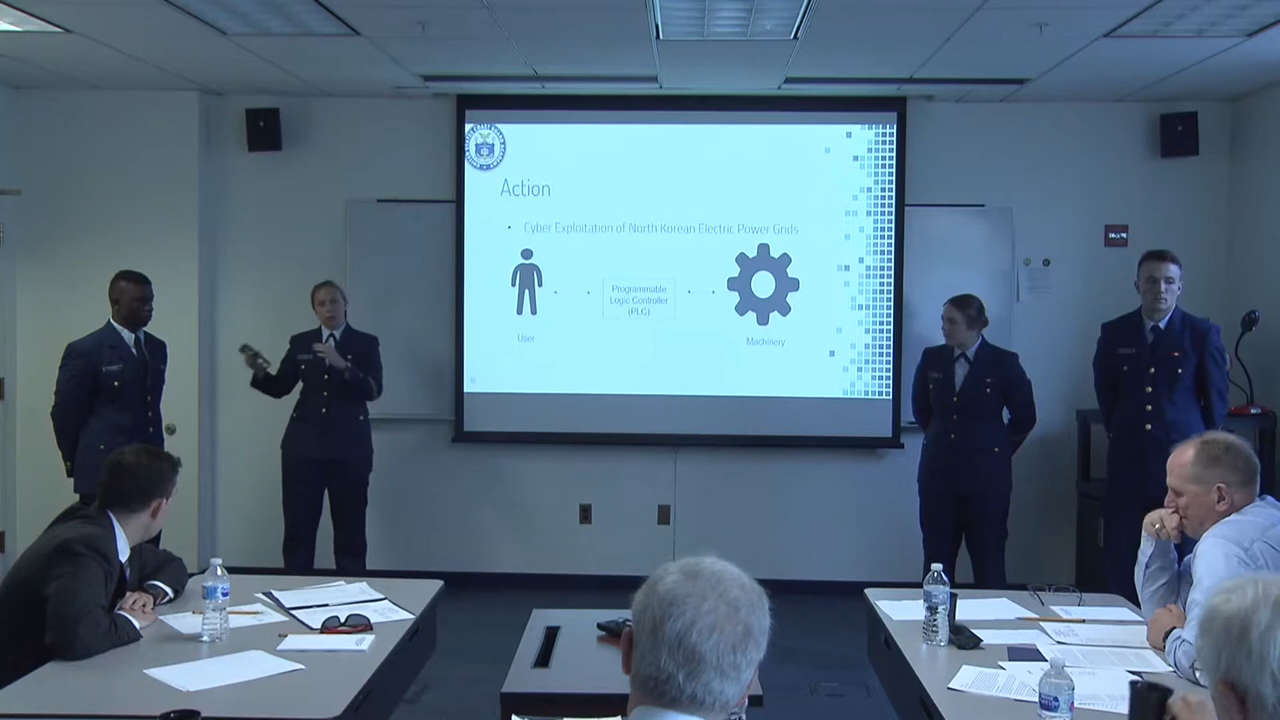 Action
• Cyber Exploitation of North Korean Electric Power Grids
Programmable
Logic Controller
(PLC)
User
Machinery